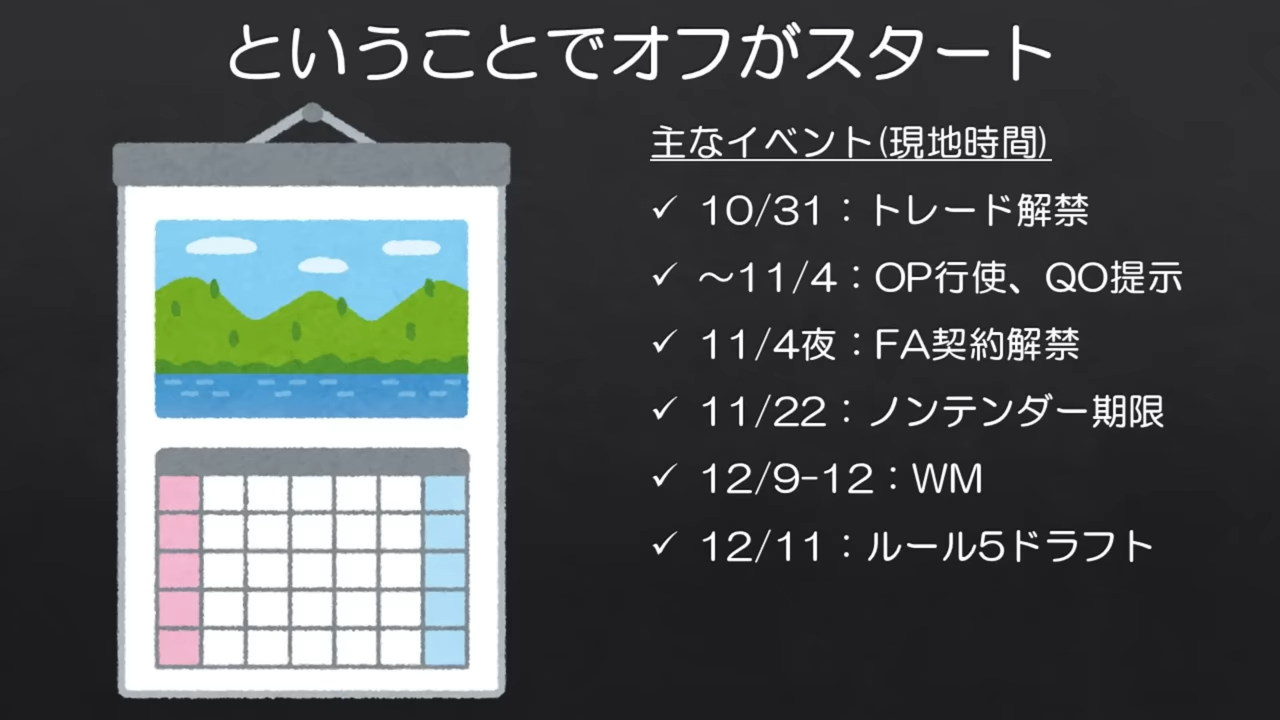 ということでオフがスタート
主なイベント(現地時間)
✓ 10/31：トレード解禁
✓ ～11/4：OP行使、QO提示
✓ 11/4夜：FA契約解禁
✓ 11/22：ノンテンダー期限
✓ 12/9-12：WM
✓ 12/11：ルール5ドラフト